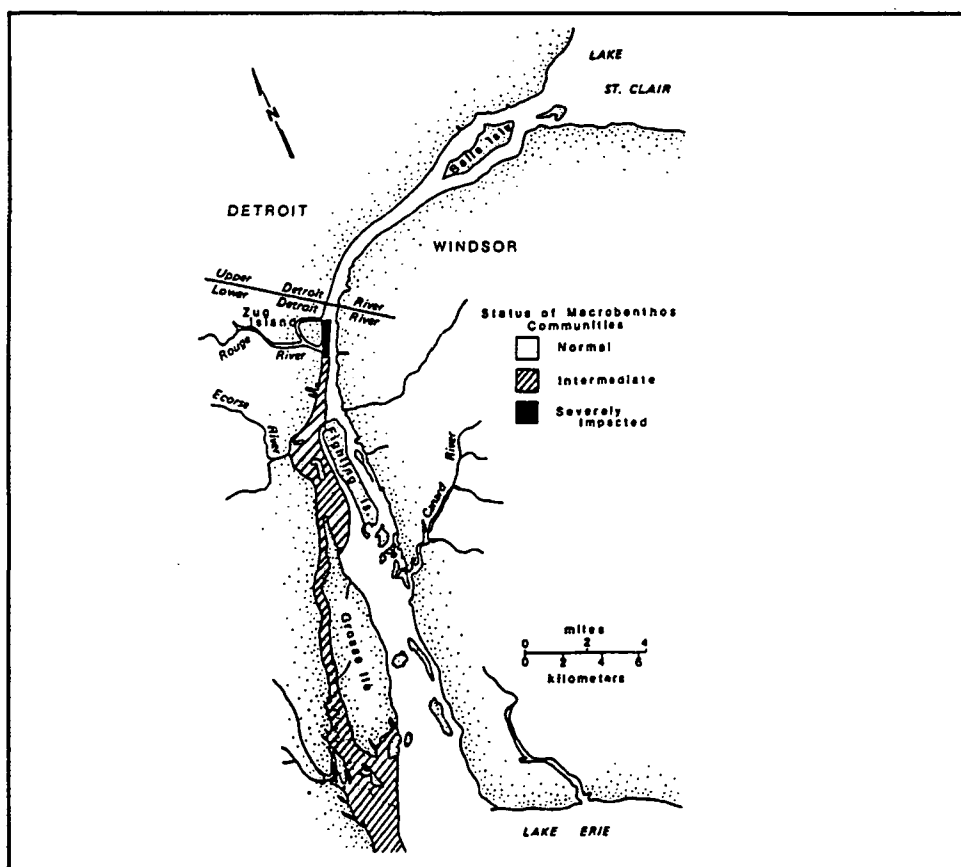 LAKE
ST. CLAIR
Belle Isle
N
DETROIT
WINDSOR
Upper Detroit River
Lower Detroit River
Zug
Island
Rouge River
Status of Macrobenthos
Communities
Normal
Intermediate
Severely
Impacted
Ecorse
River
Fighting Is.
Canard River
Grosse Ile
miles
0 2 4
0 2 4 6
kilometers
LAKE ERIE